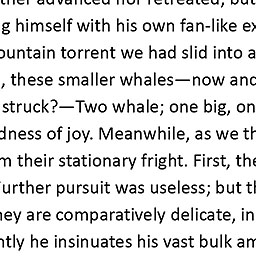 ther advanced nor retreated, but
g himself with his own fan-like ex
ountain torrent we had slid into a
, these smaller whales—now and
struck?—Two whale; one big, on
dness of joy. Meanwhile, as we th
m their stationary fright. First, the
urther pursuit was useless; but th
hey are comparatively delicate, in
ntly he insinuates his vast bulk am